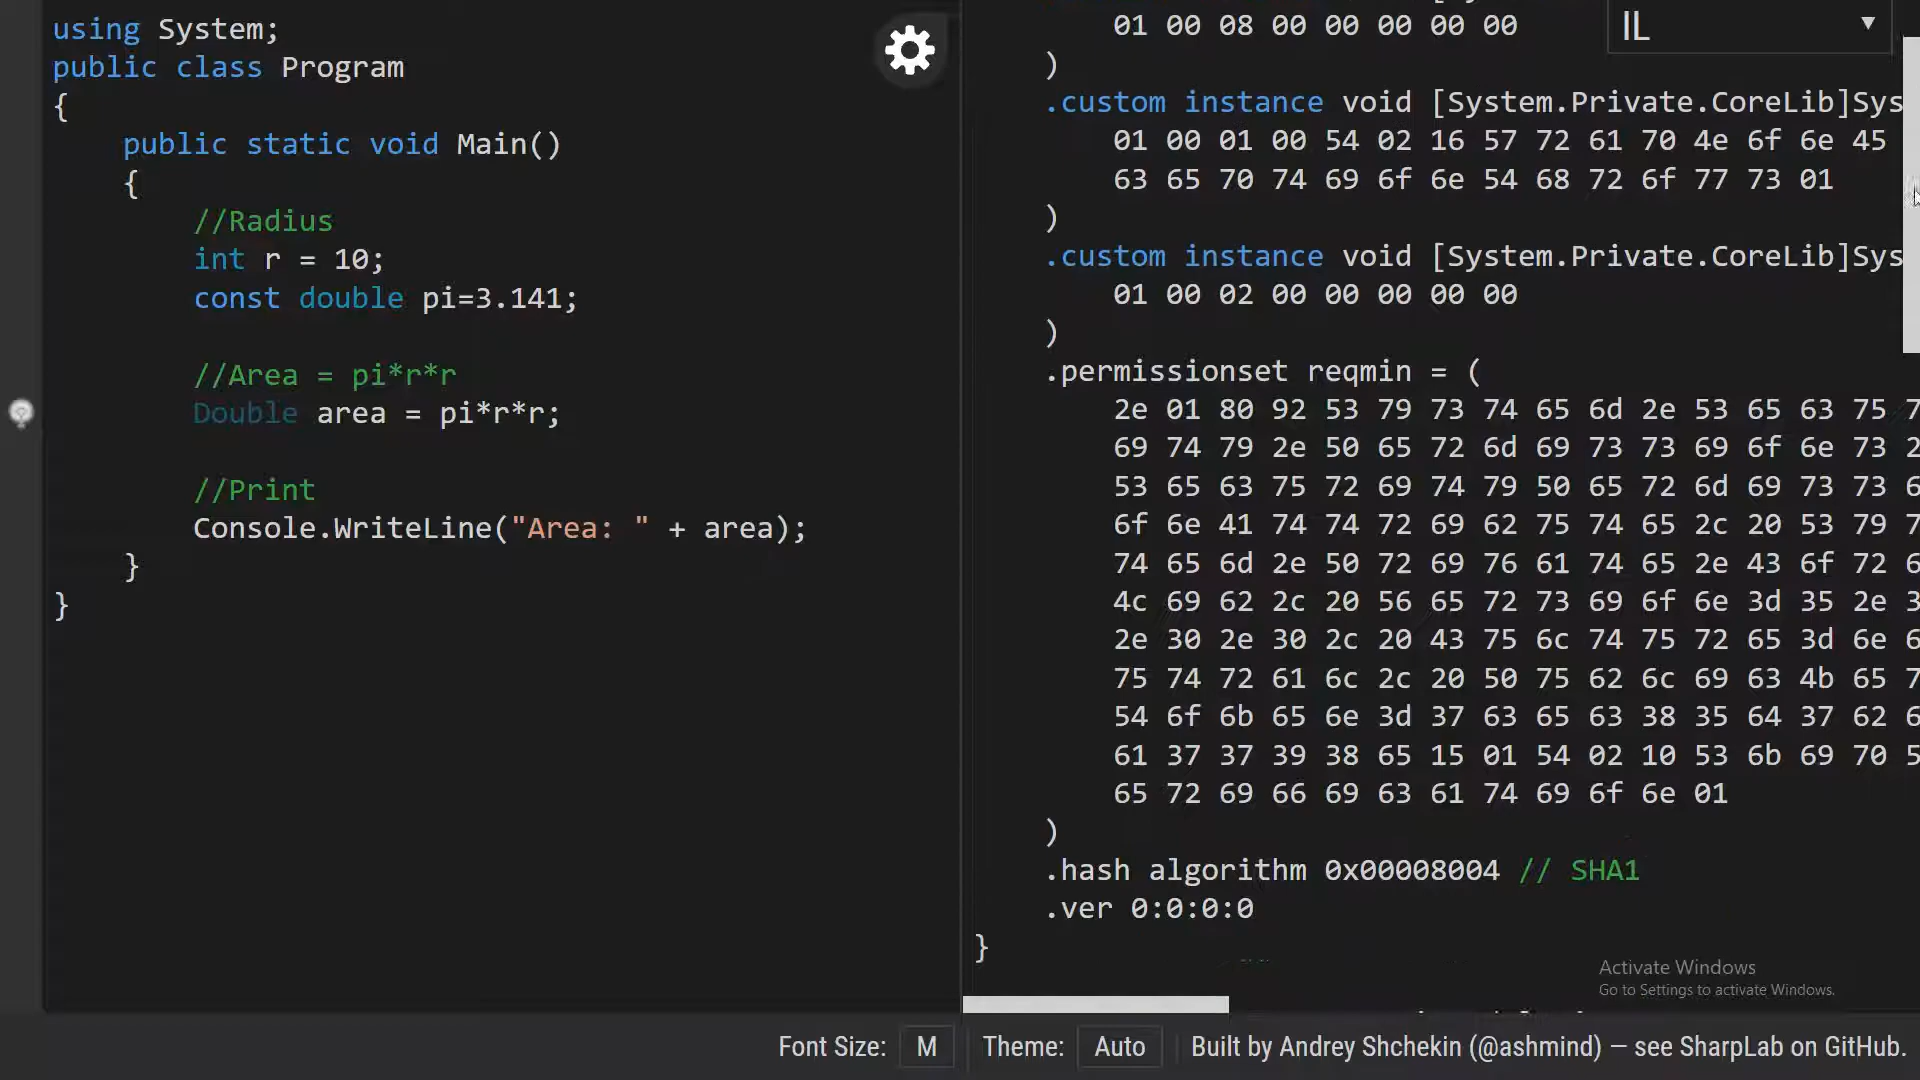 using System;
public class Program
{
    public static void Main()
    {
        //Radius
        int r = 10;
        const double pi=3.141;
        //Area = pi*r*r
        Double area = pi*r*r;
        //Print
        Console.WriteLine("Area: " + area);
    }
}
IL
01 00 08 00 00 00 00 00
)
.custom instance void [System.Private.CoreLib]Sys
01 00 01 00 54 02 16 57 72 61 70 4e 6f 6e 45
63 65 70 74 69 6f 6e 54 68 72 6f 77 73 01
)
.custom instance void [System.Private.CoreLib]Sys
01 00 02 00 00 00 00 00
)
.permissionset reqmin = (
2e 01 80 92 53 79 73 74 65 6d 2e 53 65 63 75 7
69 74 79 2e 50 65 72 6d 69 73 73 69 6f 6e 73 2
53 65 63 75 72 69 74 79 50 65 72 6d 69 73 73 6
6f 6e 41 74 74 72 69 62 75 74 65 2c 20 53 79 7
74 65 6d 2e 50 72 69 76 61 74 65 2e 43 6f 72 6
4c 69 62 2c 20 56 65 72 73 69 6f 6e 3d 35 2e 3
2e 30 2e 30 2c 20 43 75 6c 74 75 72 65 3d 6e 6
75 74 72 61 6c 2c 20 50 75 62 6c 69 63 4b 65 7
54 6f 6b 65 6e 3d 37 63 65 63 38 35 64 37 62 6
61 37 37 39 38 65 15 01 54 02 10 53 6b 69 70 5
65 72 69 66 69 63 61 74 69 6f 6e 01
)
.hash algorithm 0x00008004 // SHA1
.ver 0:0:0:0
}
Activate Windows
Go to Settings to activate Windows.
Font Size: M Theme: Auto Built by Andrey Shchekin (@ashmind) — see SharpLab on GitHub.